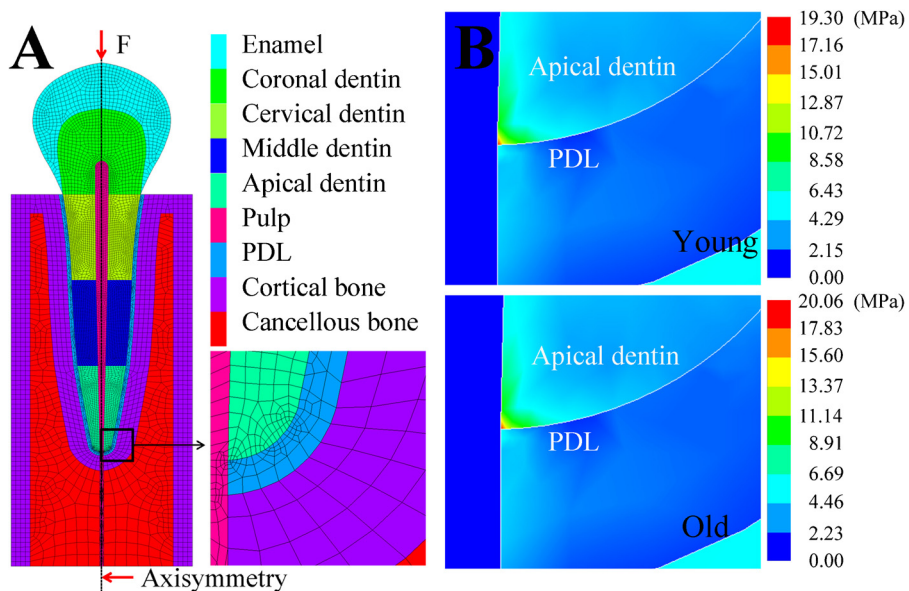 A
F
Enamel
Coronal dentin
Cervical dentin
Middle dentin
Apical dentin
Pulp
PDL
Cortical bone
Cancellous bone
Axisymmetry
B
Apical dentin
PDL
Young
19.30 (MPa)
17.16
15.01
12.87
10.72
8.58
6.43
4.29
2.15
0.00
Apical dentin
PDL
Old
20.06 (MPa)
17.83
15.60
13.37
11.14
8.91
6.69
4.46
2.23
0.00